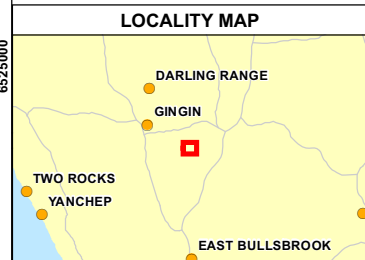 LOCALITY MAP
6525000
DARLING RANGE
GINGIN
TWO ROCKS
YANCHEP
EAST BULLSBROOK